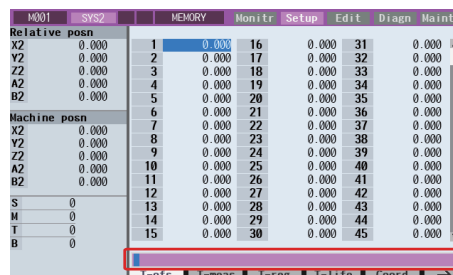 M001 SYS2 MEMORY Monitr Setup Edit Diagn Maint
Relative posn
X2 0.000
Y2 0.000
Z2 0.000
A2 0.000
B2 0.000
Machine posn
X2 0.000
Y2 0.000
Z2 0.000
A2 0.000
B2 0.000
S 0
M 0
T 0
B 0
1 0.000 16 0.000 31 0.000
2 0.000 17 0.000 32 0.000
3 0.000 18 0.000 33 0.000
4 0.000 19 0.000 34 0.000
5 0.000 20 0.000 35 0.000
6 0.000 21 0.000 36 0.000
7 0.000 22 0.000 37 0.000
8 0.000 23 0.000 38 0.000
9 0.000 24 0.000 39 0.000
10 0.000 25 0.000 40 0.000
11 0.000 26 0.000 41 0.000
12 0.000 27 0.000 42 0.000
13 0.000 28 0.000 43 0.000
14 0.000 29 0.000 44 0.000
15 0.000 30 0.000 45 0.000
T-ofs T-meas T-reg T-life Coord